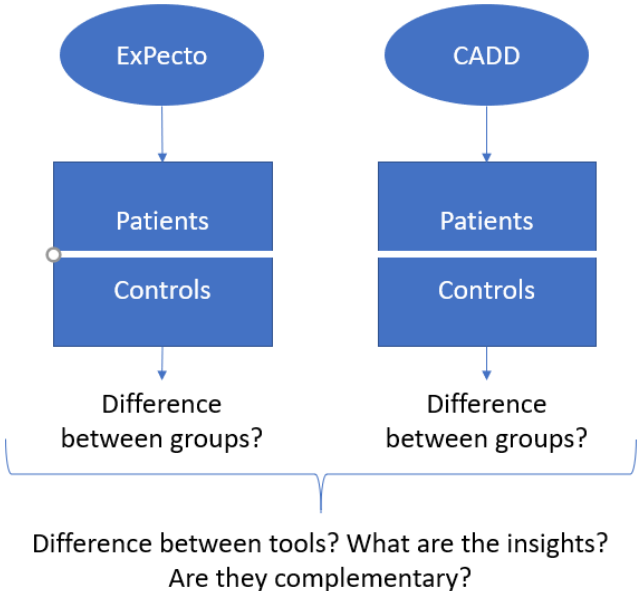 ExPecto
CADD
Patients
Controls
Patients
Controls
Difference
between groups?
Difference
between groups?
Difference between tools? What are the insights?
Are they complementary?